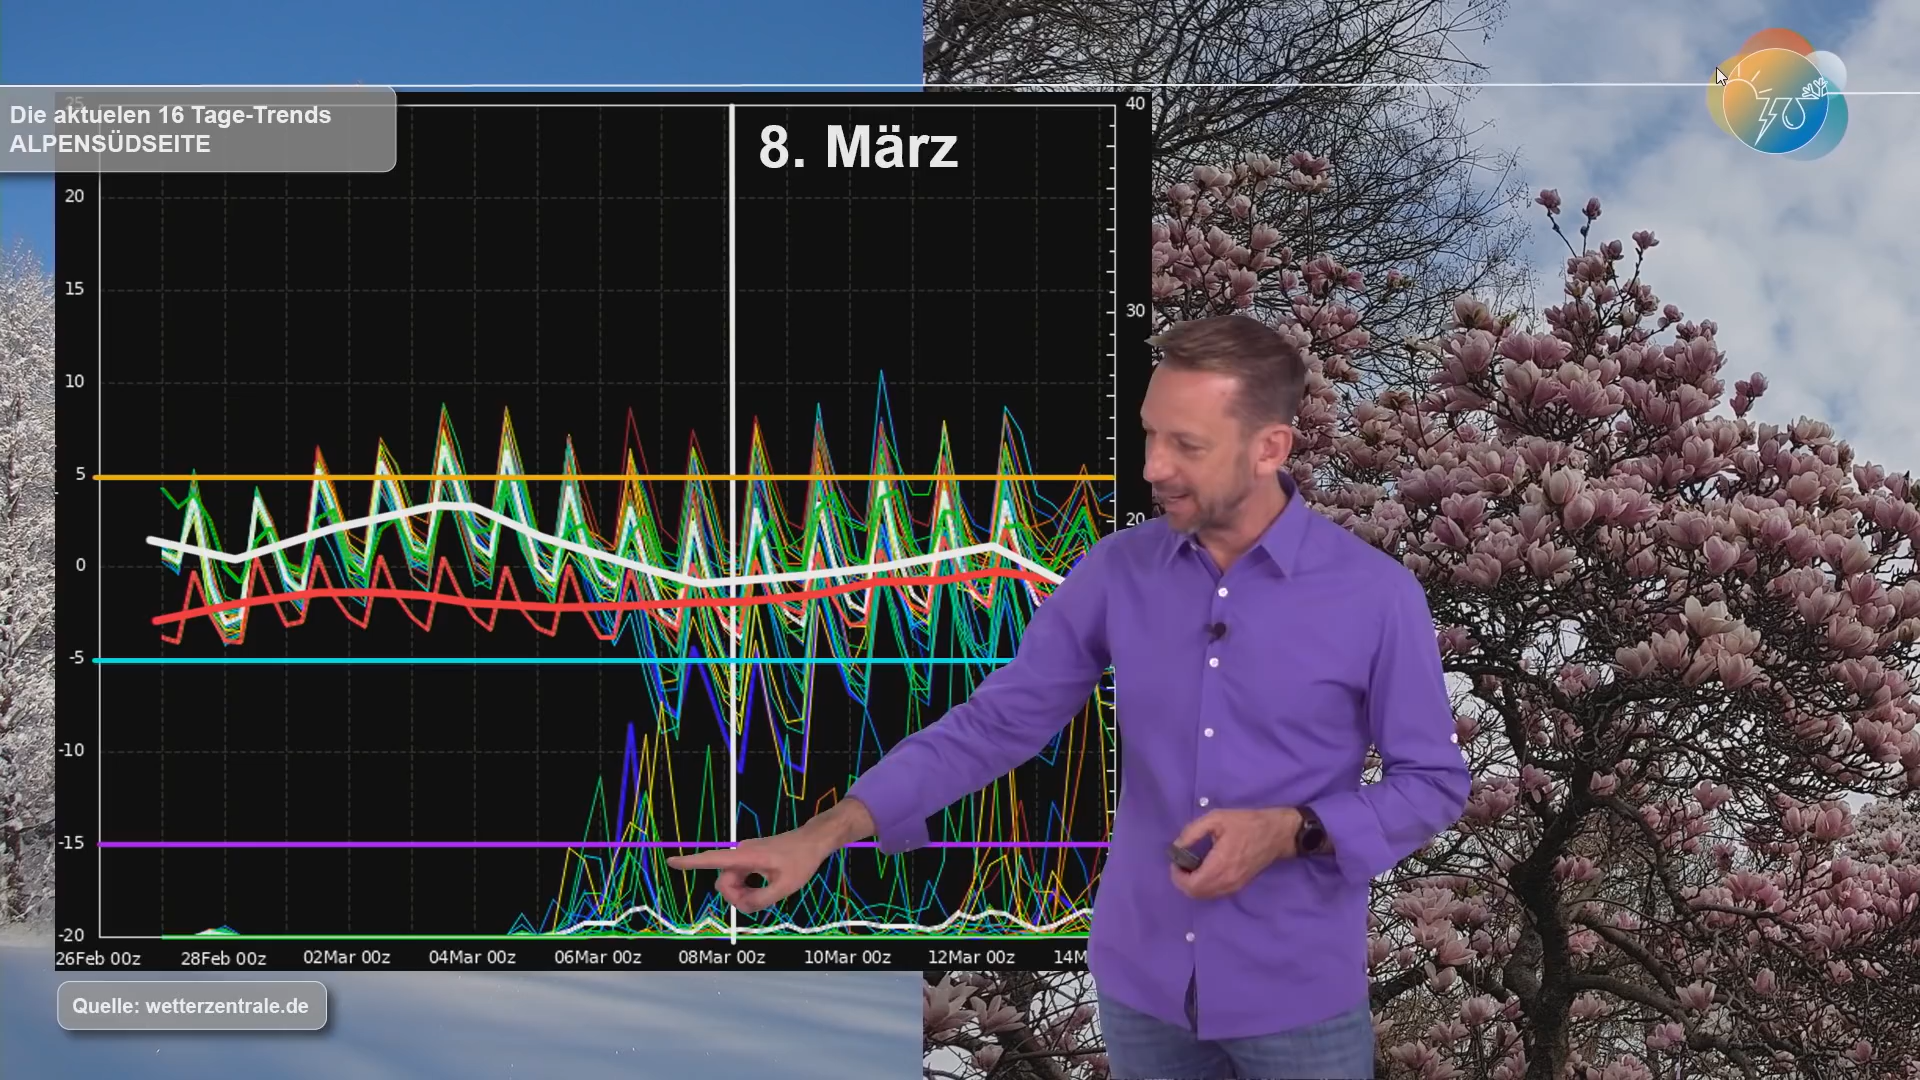 Die aktuelen 16 Tage-Trends
ALPENSÜDSEITE
8. März
25
20
15
10
5
0
-5
-10
-15
-20
40
30
20
26Feb 00z 28Feb 00z 02Mar 00z 04Mar 00z 06Mar 00z 08Mar 00z 10Mar 00z 12Mar 00z 14M
Quelle: wetterzentrale.de